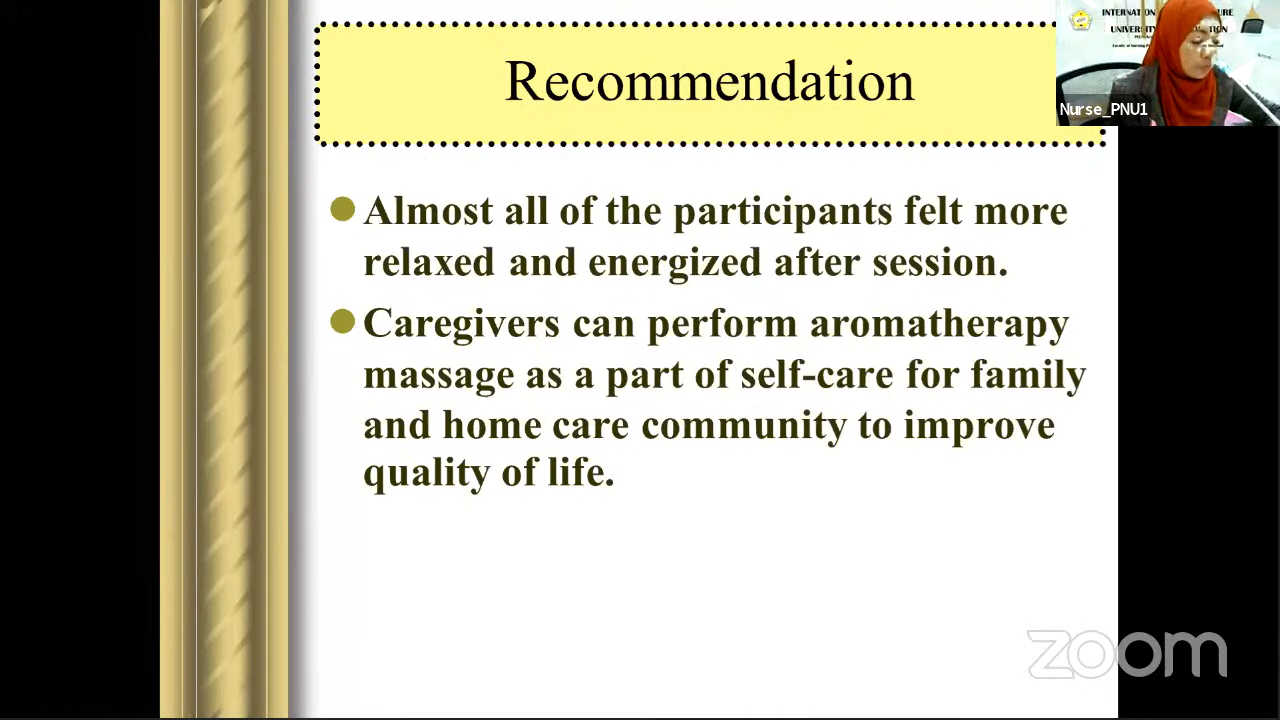 Recommendation
Almost all of the participants felt more
relaxed and energized after session.
Caregivers can perform aromatherapy
massage as a part of self-care for family
and home care community to improve
quality of life.
Nurse_PNU1
zoom